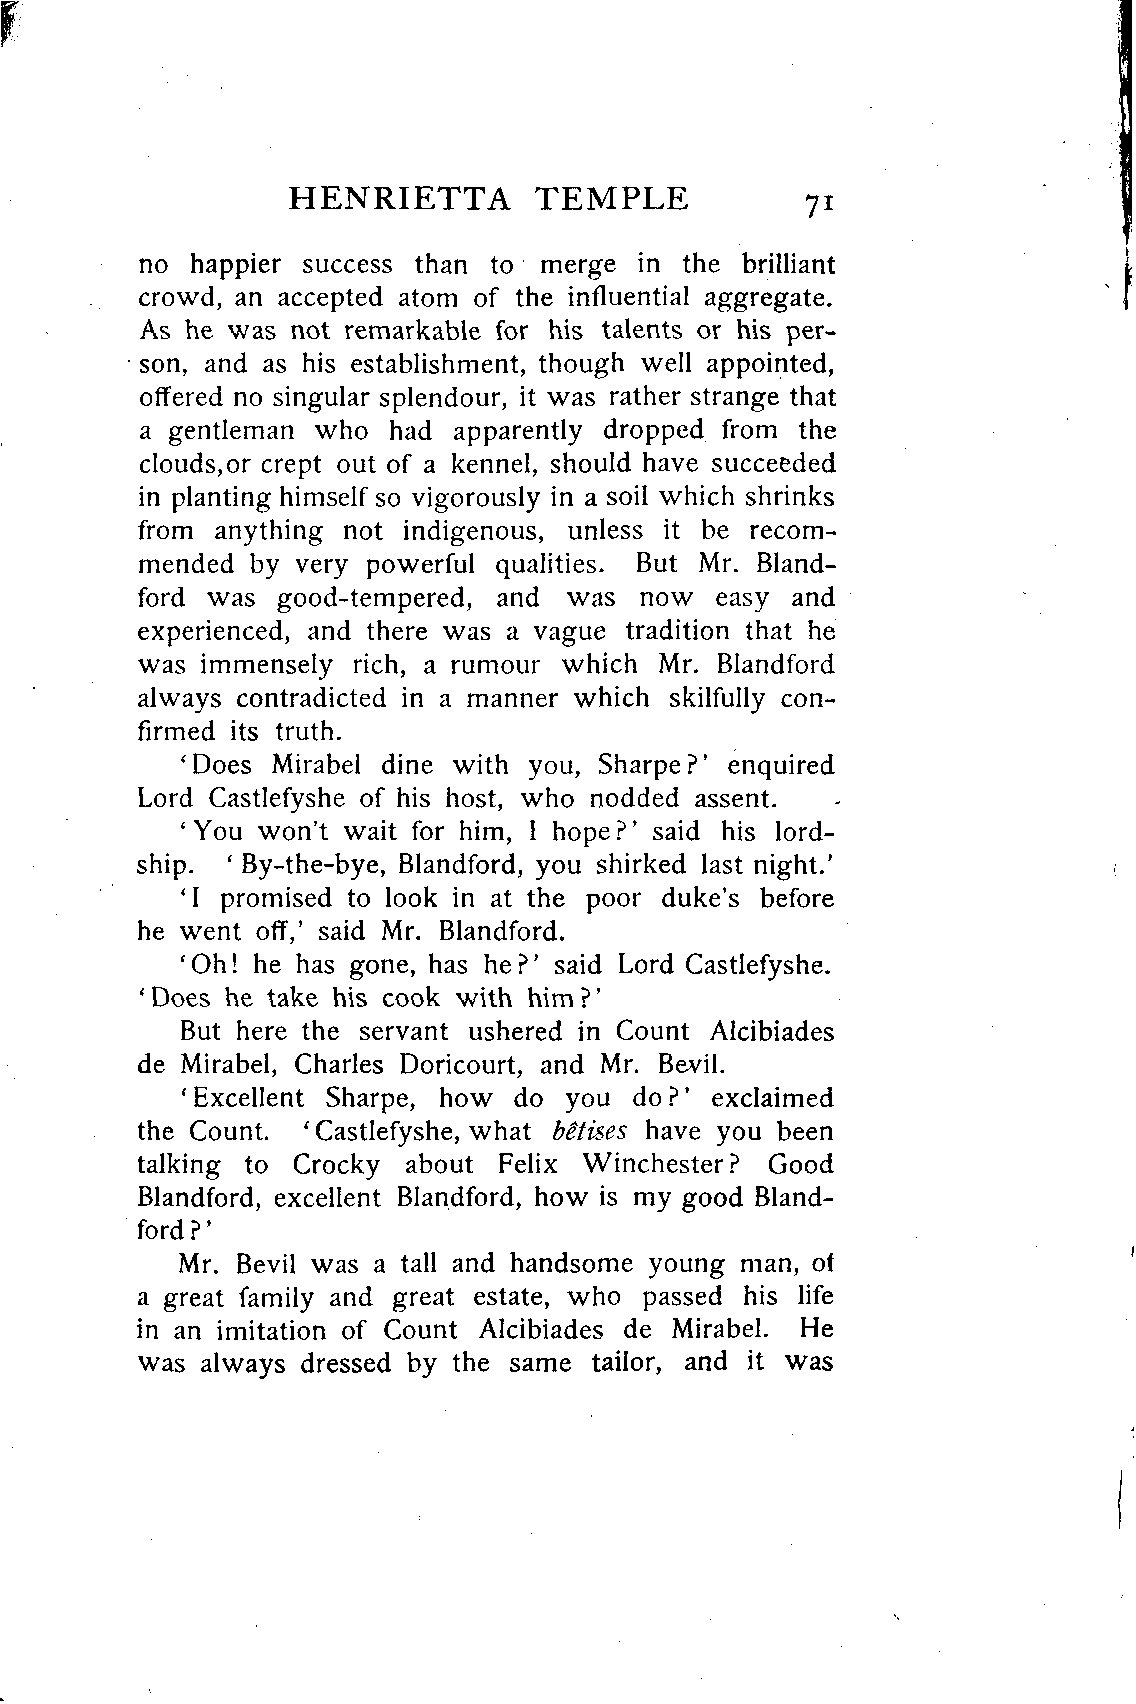 HENRIETTA TEMPLE 71
no happier success than to merge in the brilliant
crowd, an accepted atom of the influential aggregate.
As he was not remarkable for his talents or his per-
son, and as his establishment, though well appointed,
offered no singular splendour, it was rather strange that
a gentleman who had apparently dropped from the
clouds, or crept out of a kennel, should have succeeded
in planting himself so vigorously in a soil which shrinks
from anything not indigenous, unless it be recom-
mended by very powerful qualities. But Mr. Bland-
ford was good-tempered, and was now easy and
experienced, and there was a vague tradition that he
was immensely rich, a rumour which Mr. Blandford
always contradicted in a manner which skilfully con-
firmed its truth.
‘Does Mirabel dine with you, Sharpe?’ enquired
Lord Castlefyshe of his host, who nodded assent.
‘You won't wait for him, I hope?’ said his lord-
ship. ‘By-the-bye, Blandford, you shirked last night.’
‘I promised to look in at the poor duke's before
he went off,’ said Mr. Blandford.
‘Oh! he has gone, has he?’ said Lord Castlefyshe.
‘Does he take his cook with him?’
But here the servant ushered in Count Alcibiades
de Mirabel, Charles Doricourt, and Mr. Bevil.
‘Excellent Sharpe, how do you do?’ exclaimed
the Count. ‘Castlefyshe, what bêtises have you been
talking to Crocky about Felix Winchester? Good
Blandford, excellent Blandford, how is my good Bland-
ford?’
Mr. Bevil was a tall and handsome young man, of
a great family and great estate, who passed his life
in an imitation of Count Alcibiades de Mirabel. He
was always dressed by the same tailor, and it was